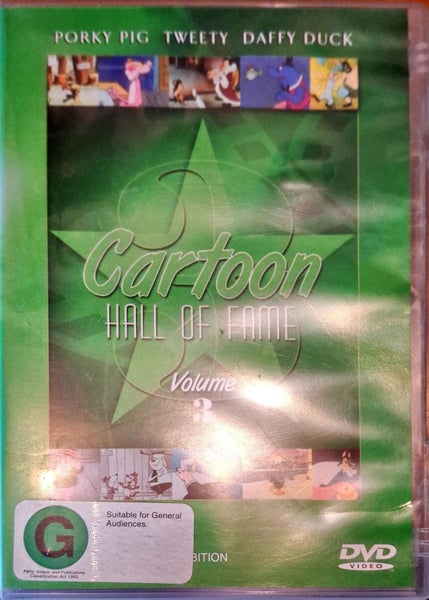 PORKY PIG TWEETY DAFFY DUCK
Cartoon
HALL OF FAME
Volume
3
G
Suitable for General
Audiences.
Films, Videos, and Publications
Classification Act 1993
BITION
DVD
VIDEO